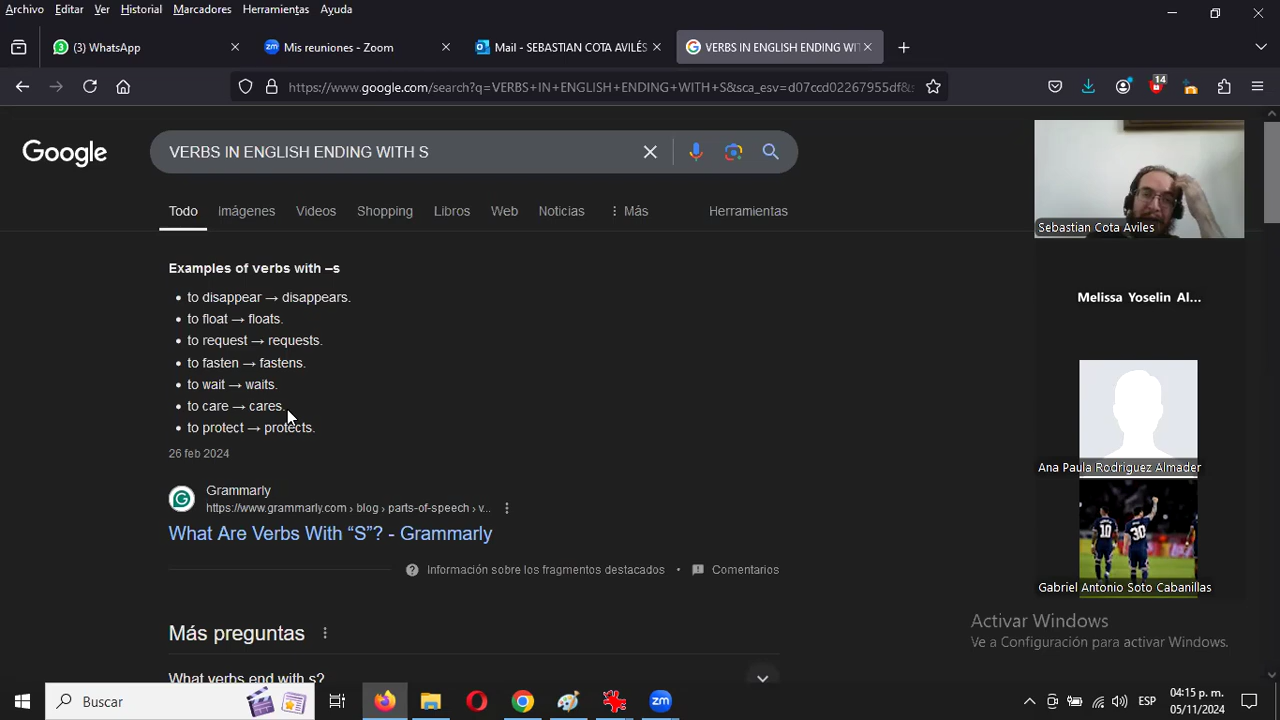 Archivo Editar Ver Historial Marcadores Herramientas Ayuda
(3) WhatsApp
Mis reuniones - Zoom
Mail - SEBASTIAN COTA AVILÉS
VERBS IN ENGLISH ENDING WIT
https://www.google.com/search?q=VERBS+IN+ENGLISH+ENDING+WITH+S&sca_esv=d07ccd02267955df&s
14
Google
VERBS IN ENGLISH ENDING WITH S
Todo Imágenes Videos Shopping Libros Web Noticias Más Herramientas
Examples of verbs with –s
• to disappear → disappears.
• to float → floats.
• to request → requests.
• to fasten → fastens.
• to wait → waits.
• to care → cares.
• to protect → protects.
26 feb 2024
Grammarly
https://www.grammarly.com › blog › parts-of-speech › v...
What Are Verbs With “S”? - Grammarly
Información sobre los fragmentos destacados • Comentarios
Más preguntas
What verbs end with s?
Sebastian Cota Aviles
Melissa Yoselin Al...
Ana Paula Rodriguez Almader
10
30
Gabriel Antonio Soto Cabanillas
Activar Windows
Ve a Configuración para activar Windows.
Buscar
ESP
04:15 p. m.
05/11/2024